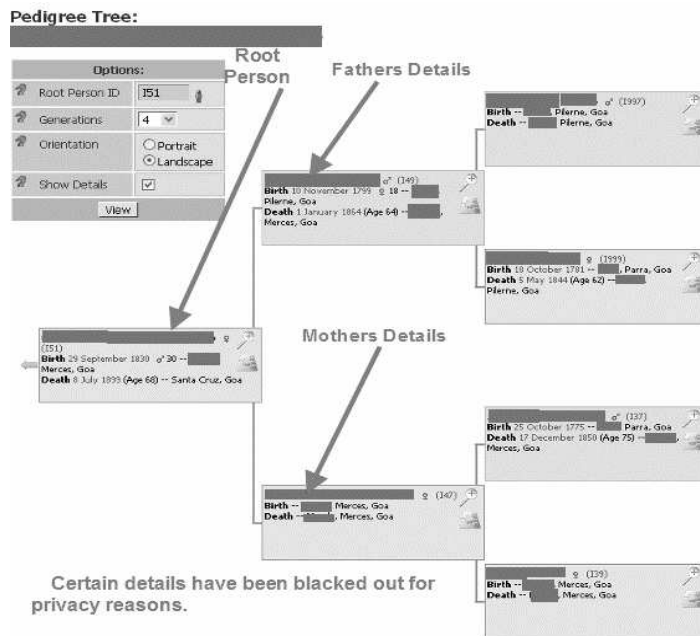 Pedigree Tree:
Options:
Root Person ID I51
Generations 4
Orientation Portrait
Landscape
Show Details
View
Root
Person
Fathers Details
♂ (I997)
Birth -- , Pilerne, Goa
Death -- Pilerne, Goa
♂ (I49)
Birth 10 November 1799 ♀ 18 -- ,
Pilerne, Goa
Death 1 January 1864 (Age 64) -- ,
Merces, Goa
♀ (I999)
Birth 18 October 1781 -- , Parra, Goa
Death 5 May 1844 (Age 62) -- ,
Pilerne, Goa
, ♀
(I51)
Birth 29 September 1830 ♂ 30 --
Merces, Goa
Death 8 July 1899 (Age 68) -- Santa Cruz, Goa
Mothers Details
♂ (I37)
Birth 25 October 1775 -- Parra, Goa
Death 17 December 1850 (Age 75) -- ,
Merces, Goa
♀ (I47)
Birth -- , Merces, Goa
Death -- , Merces, Goa
♀ (I39)
Birth -- , Merces, Goa
Death -- , Merces, Goa
Certain details have been blacked out for
privacy reasons.